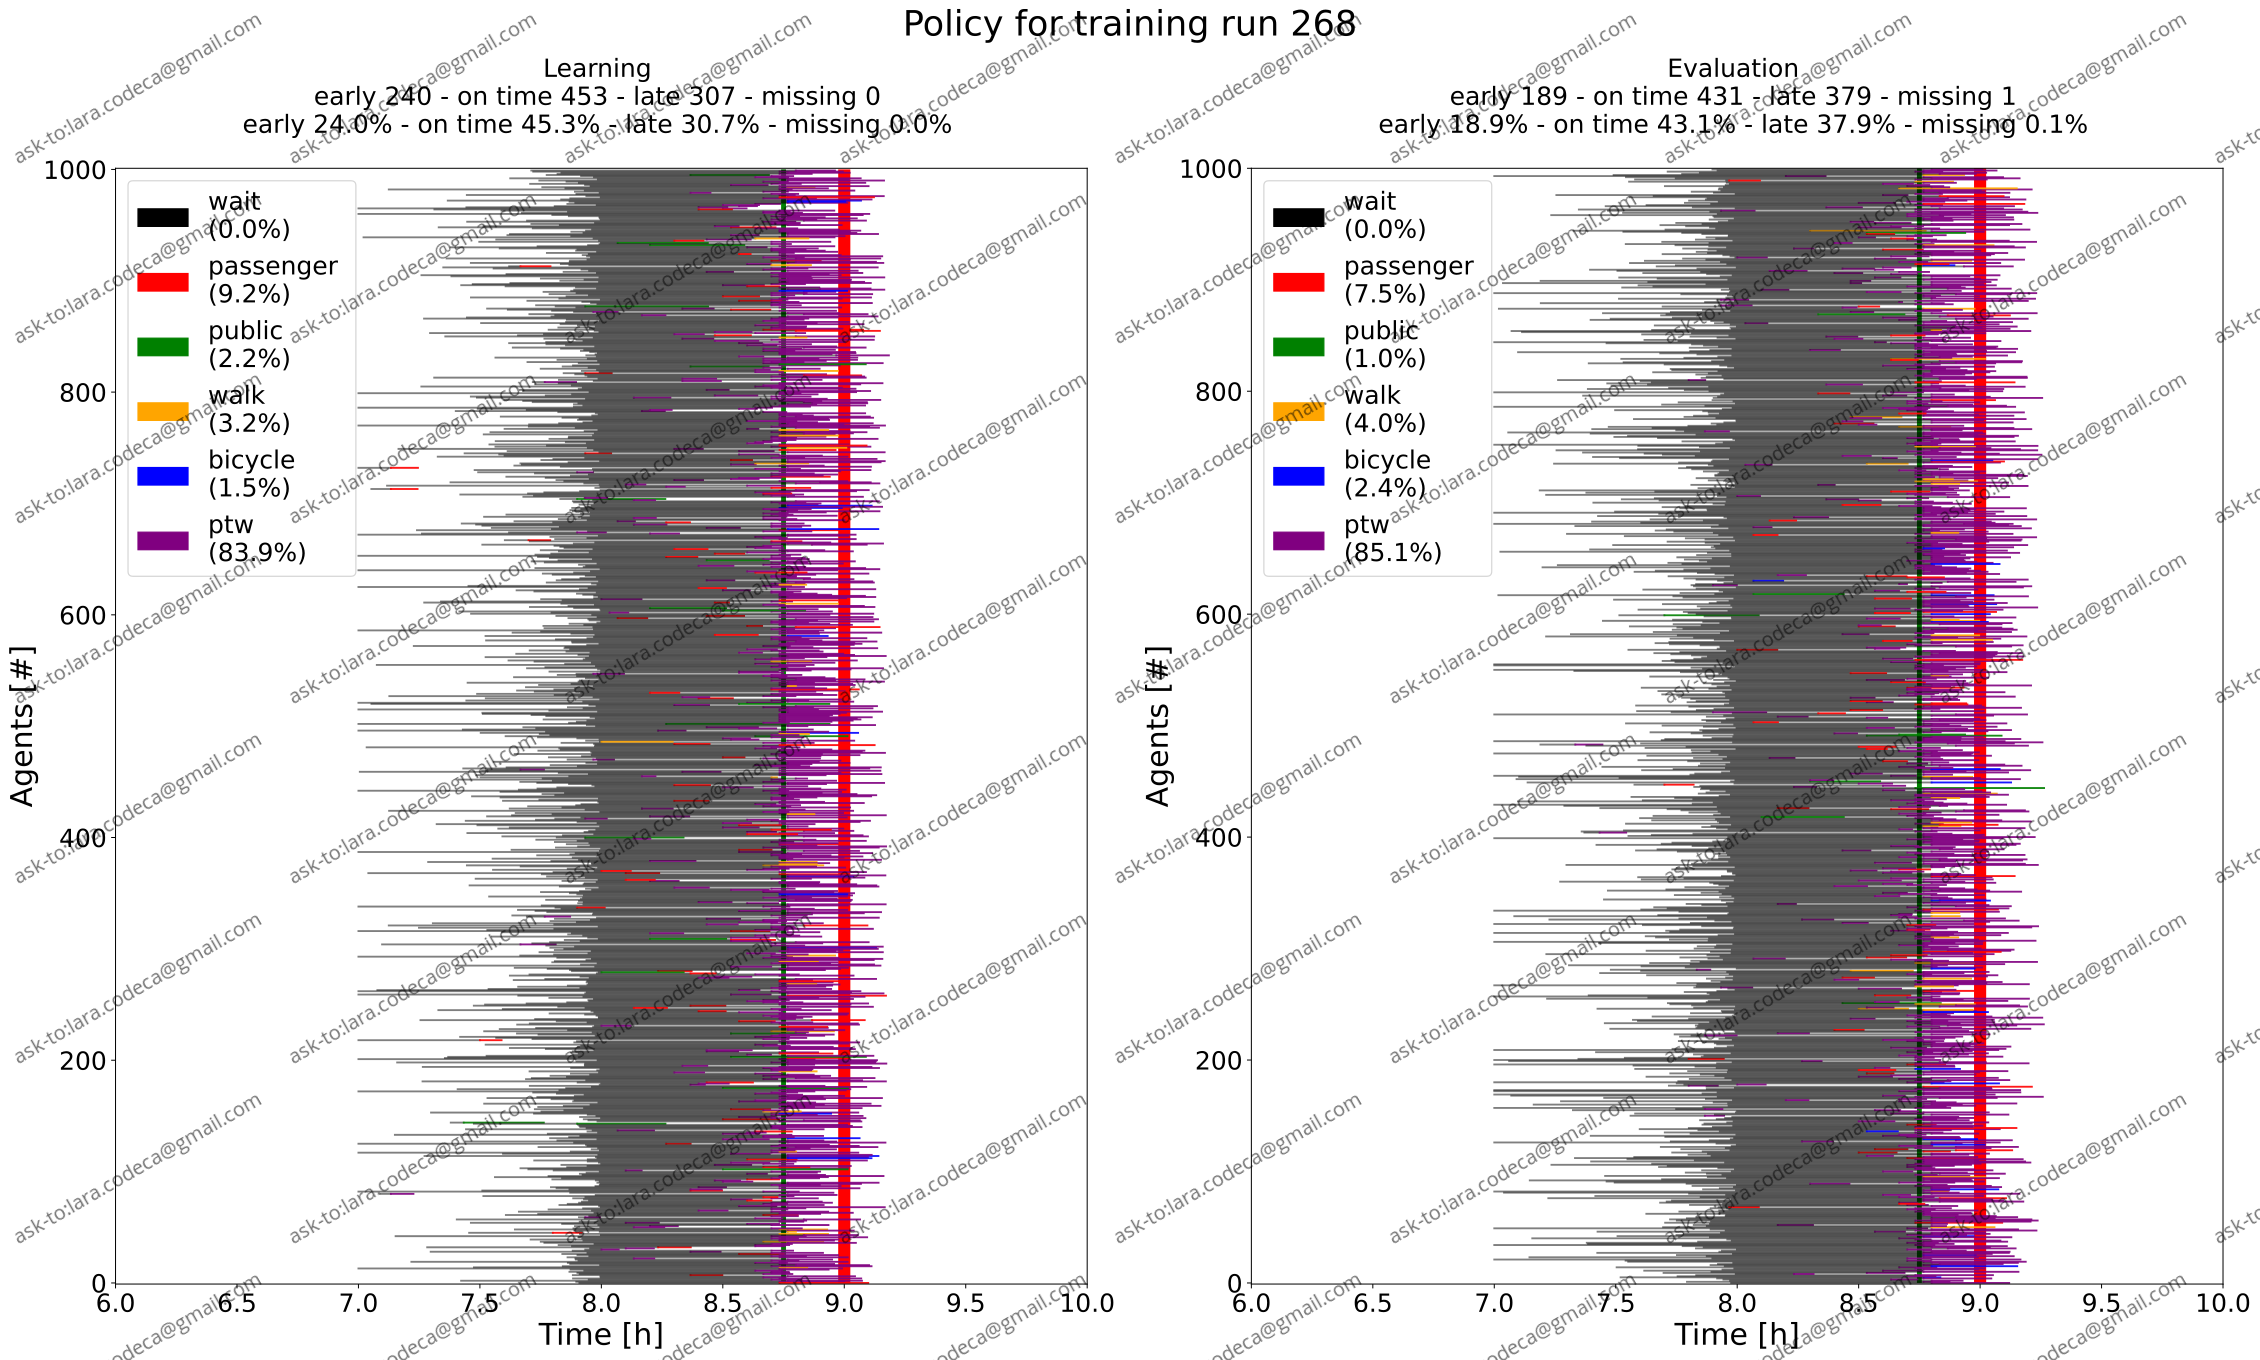 Policy for training run 268
Learning
early 240 - on time 453 - late 307 - missing 0
early 24.0% - on time 45.3% - late 30.7% - missing 0.0%
1000
800
600
400
200
0
Agents [#]
wait
(0.0%)
passenger
(9.2%)
public
(2.2%)
walk
(3.2%)
bicycle
(1.5%)
ptw
(83.9%)
6.0 6.5 7.0 7.5 8.0 8.5 9.0 9.5 10.0
Time [h]
Evaluation
early 189 - on time 431 - late 379 - missing 1
early 18.9% - on time 43.1% - late 37.9% - missing 0.1%
1000
800
600
400
200
0
Agents [#]
wait
(0.0%)
passenger
(7.5%)
public
(1.0%)
walk
(4.0%)
bicycle
(2.4%)
ptw
(85.1%)
6.0 6.5 7.0 7.5 8.0 8.5 9.0 9.5 10.0
Time [h]
ask-to:lara.codeca@gmail.com